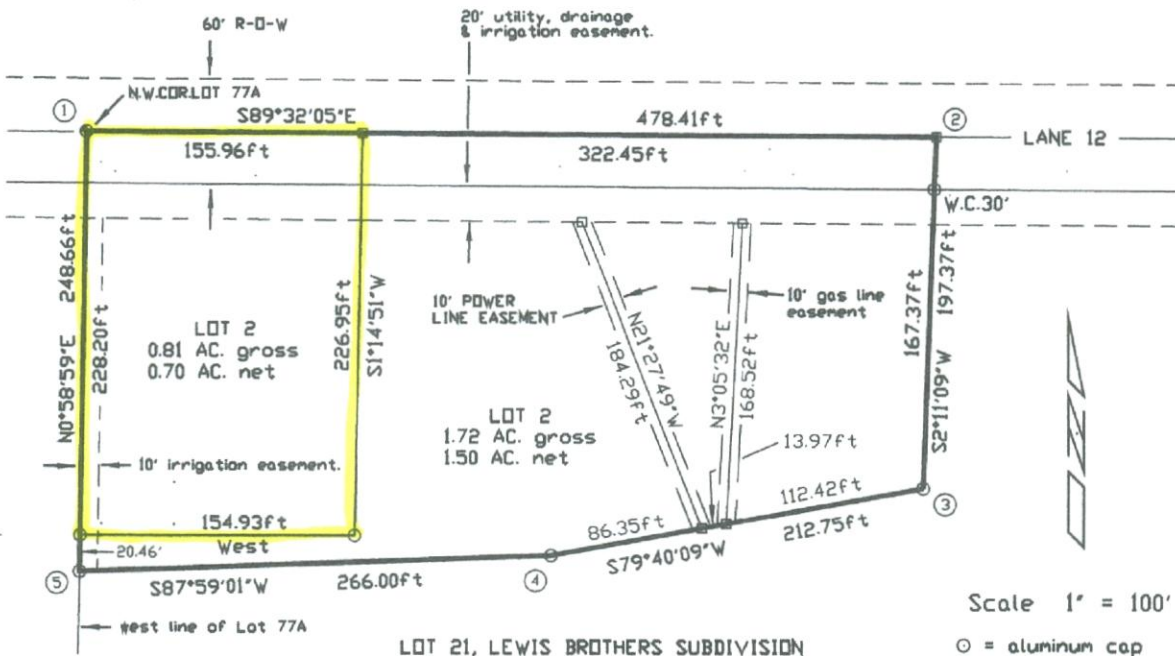 60' R-O-W
20' utility, drainage
& irrigation easement.
N.W.COR.LOT 77A
1
S89°32'05"E
478.41ft
2
LANE 12
155.96ft
322.45ft
W.C.30'
248.66ft
N0°58'59"E
228.20ft
226.95ft
S1°14'51"W
10' POWER
LINE EASEMENT
N21°27'49"W
184.29ft
N3°05'32"E
168.52ft
10' gas line
easement
167.37ft
197.37ft
S2°11'09"W
LOT 2
0.81 AC. gross
0.70 AC. net
LOT 2
1.72 AC. gross
1.50 AC. net
13.97ft
10' irrigation easement.
154.93ft
West
20.46'
86.35ft
112.42ft
3
S79°40'09"W
212.75ft
5
S87°59'01"W
266.00ft
4
west line of Lot 77A
N
Scale 1" = 100'
LOT 21, LEWIS BROTHERS SUBDIVISION
= aluminum cap